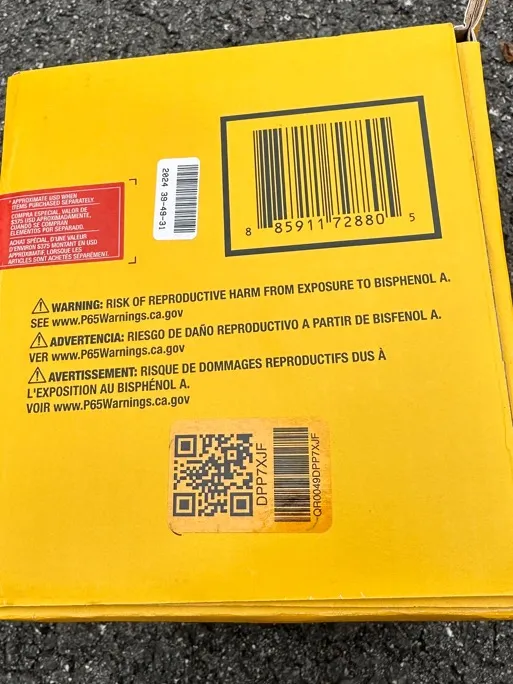 * APPROXIMATE USD WHEN
ITEMS PURCHASED SEPARATELY.
COMPRA ESPECIAL, VALOR DE
$375 USD APROXIMADAMENTE,
CUANDO SE COMPRAN
ELEMENTOS POR SEPARADO.
ACHAT SPÉCIAL, D'UNE VALEUR
D'ENVIRON $375 MONTANT EN USD
APPROXIMATIF, LORSQUE LES
ARTICLES SONT ACHETÉS SÉPARÉMENT.
2024 39-49-31
8 85911 72880 5
WARNING: RISK OF REPRODUCTIVE HARM FROM EXPOSURE TO BISPHENOL A.
SEE www.P65Warnings.ca.gov
ADVERTENCIA: RIESGO DE DAÑO REPRODUCTIVO A PARTIR DE BISFENOL A.
VER www.P65Warnings.ca.gov
AVERTISSEMENT: RISQUE DE DOMMAGES REPRODUCTIFS DUS À
L'EXPOSITION AU BISPHÉNOL A.
VOIR www.P65Warnings.ca.gov
DPP7XJF
QR0049DPP7XJF